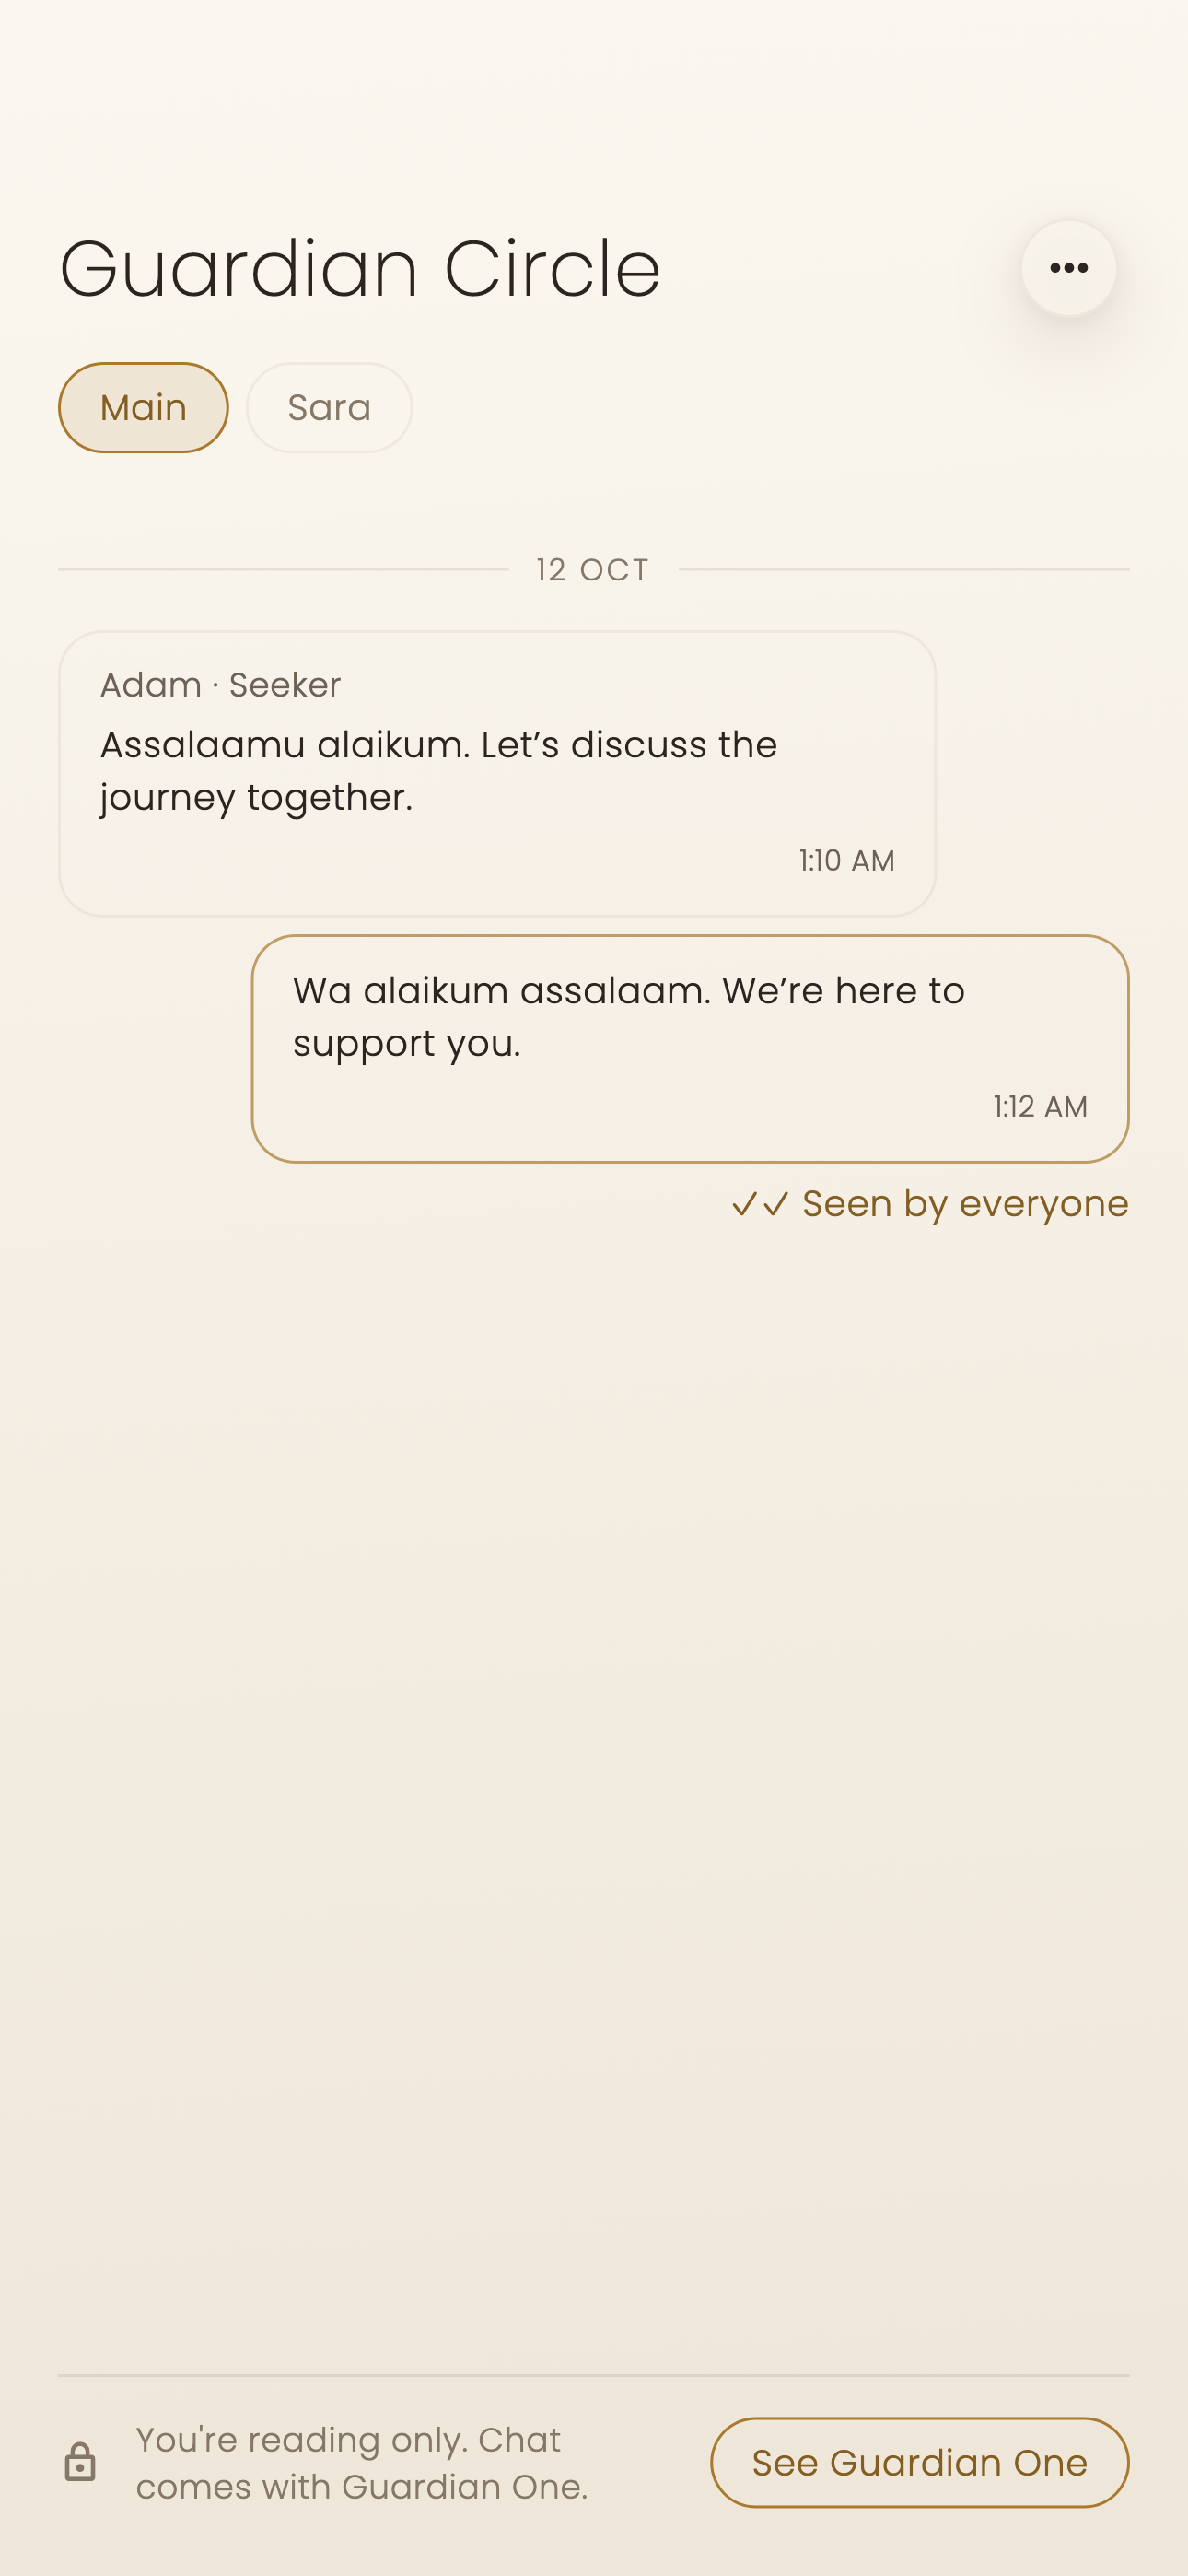 Guardian Circle
Main
Sara
12 OCT
Adam · Seeker
Assalaamu alaikum. Let’s discuss the
journey together.
1:10 AM
Wa alaikum assalaam. We’re here to
support you.
1:12 AM
✓✓ Seen by everyone
You're reading only. Chat
comes with Guardian One.
See Guardian One